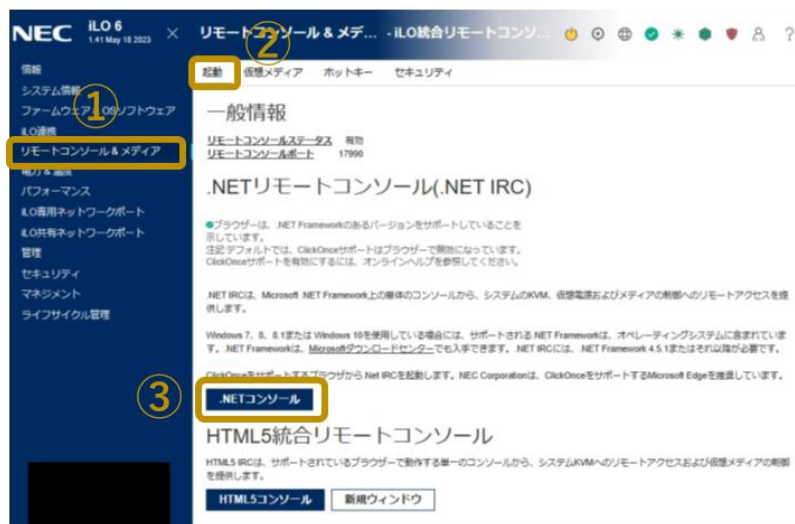 NEC iLO 6
1.41 May 18 2023
×
リモートコンソール & メデ... - iLO統合リモートコンソ...
?
②
起動 仮想メディア ホットキー セキュリティ
情報
システム情報
①
ファームウェア & OSソフトウェア
iLO連携
リモートコンソール & メディア
電力 & 温度
パフォーマンス
iLO専用ネットワークポート
iLO共有ネットワークポート
管理
セキュリティ
マネジメント
ライフサイクル管理
一般情報
リモートコンソールステータス 有効
リモートコンソールポート 17990
.NETリモートコンソール(.NET IRC)
ブラウザーは、.NET Frameworkのあるバージョンをサポートしていることを
示しています。
注記:デフォルトでは、ClickOnceサポートはブラウザーで無効になっています。
ClickOnceサポートを有効にするには、オンラインヘルプを参照してください。
.NET IRCは、Microsoft .NET Framework上の単体のコンソールから、システムのKVM、仮想電源およびメディアの制御へのリモートアクセスを提
供します。
Windows 7、8、8.1または Windows 10を使用している場合には、サポートされる.NET Frameworkは、オペレーティングシステムに含まれていま
す。.NET Frameworkは、Microsoftダウンロードセンターでも入手できます。.NET IRCには、.NET Framework 4.5.1またはそれ以降が必要です。
ClickOnceをサポートするブラウザから.Net IRCを起動します。NEC Corporationは、ClickOnceをサポートするMicrosoft Edgeを推奨しています。
③
.NETコンソール
HTML5統合リモートコンソール
HTML5 IRCは、サポートされているブラウザーで動作する単一のコンソールから、システムKVMへのリモートアクセスおよび仮想メディアの制御
を提供します。
HTML5コンソール 新規ウィンドウ